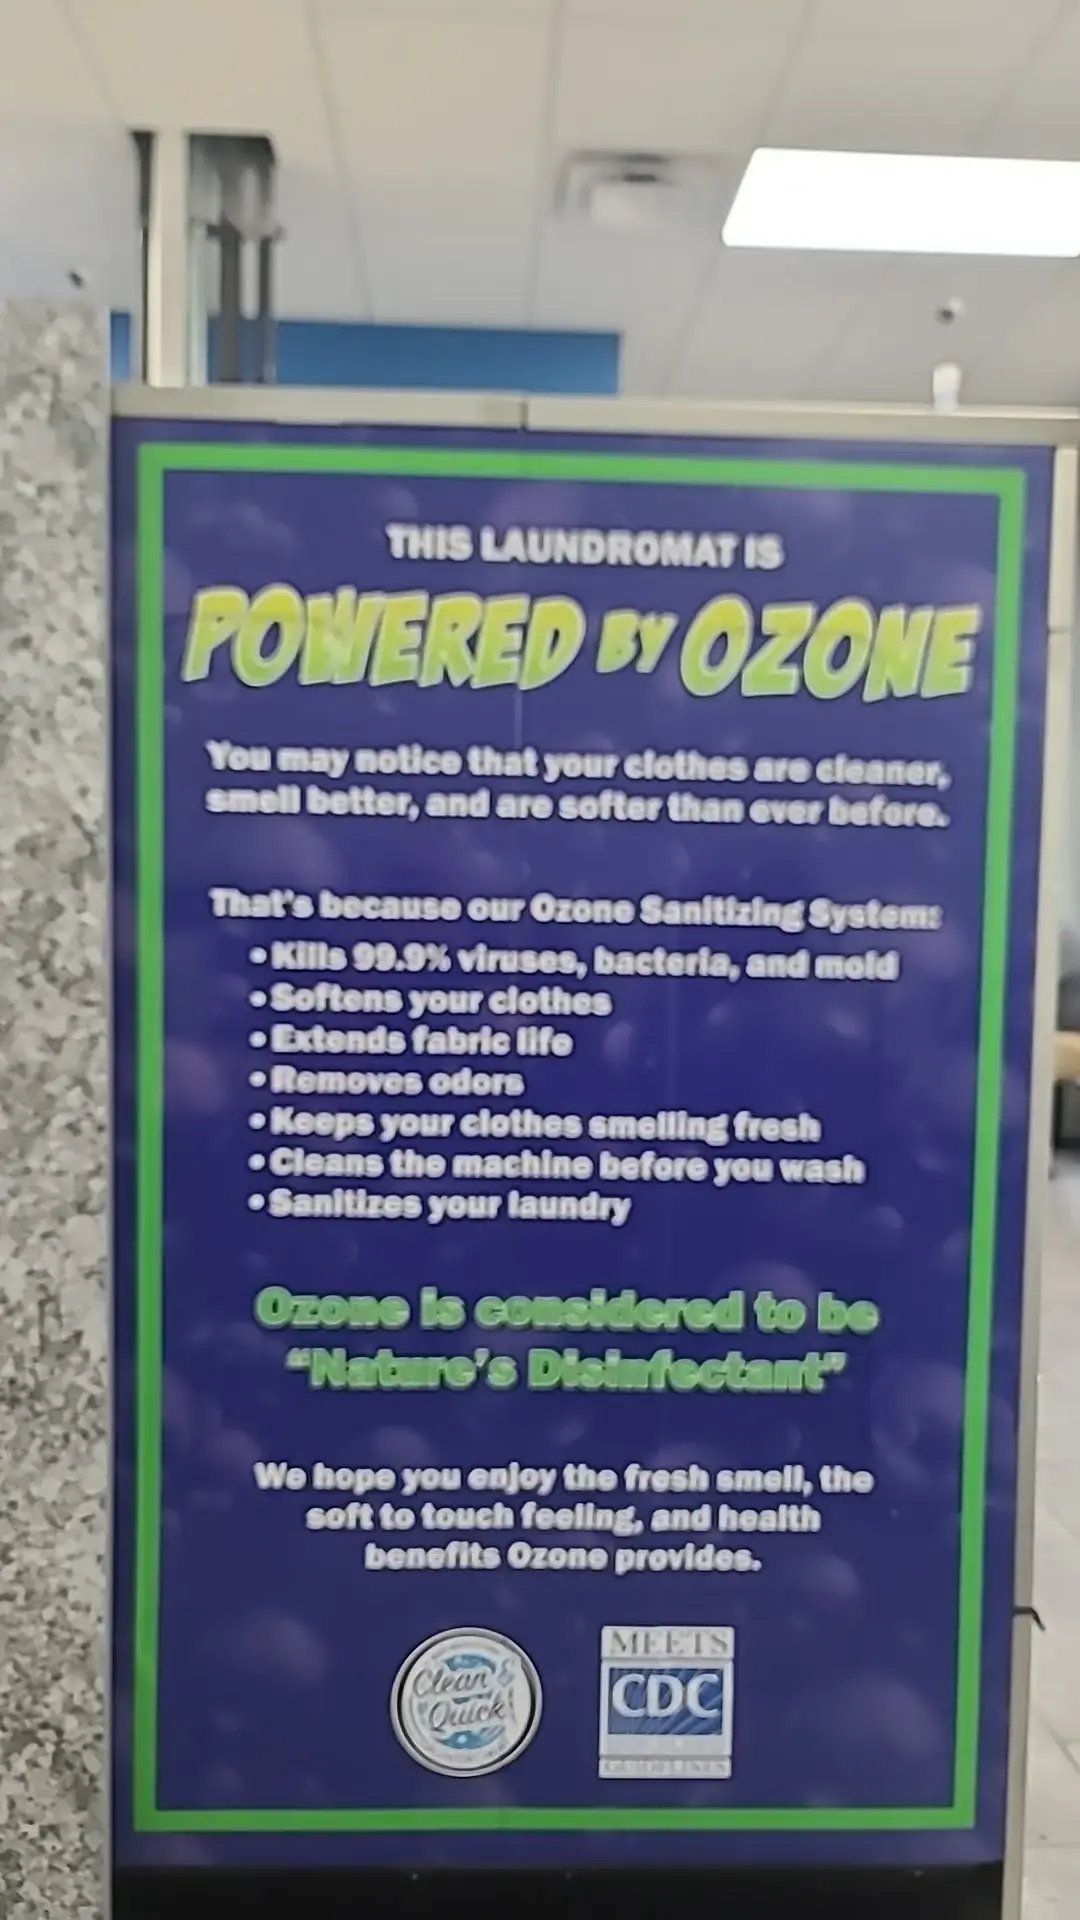 THIS LAUNDROMAT IS
POWERED BY OZONE
You may notice that your clothes are cleaner,
smell better, and are softer than ever before.
That's because our Ozone Sanitizing System:
• Kills 99.9% viruses, bacteria, and mold
• Softens your clothes
• Extends fabric life
• Removes odors
• Keeps your clothes smelling fresh
• Cleans the machine before you wash
• Sanitizes your laundry
Ozone is considered to be
"Nature's Disinfectant"
We hope you enjoy the fresh smell, the
soft to touch feeling, and health
benefits Ozone provides.
Clean &
Quick
MEETS
CDC
GUIDELINES